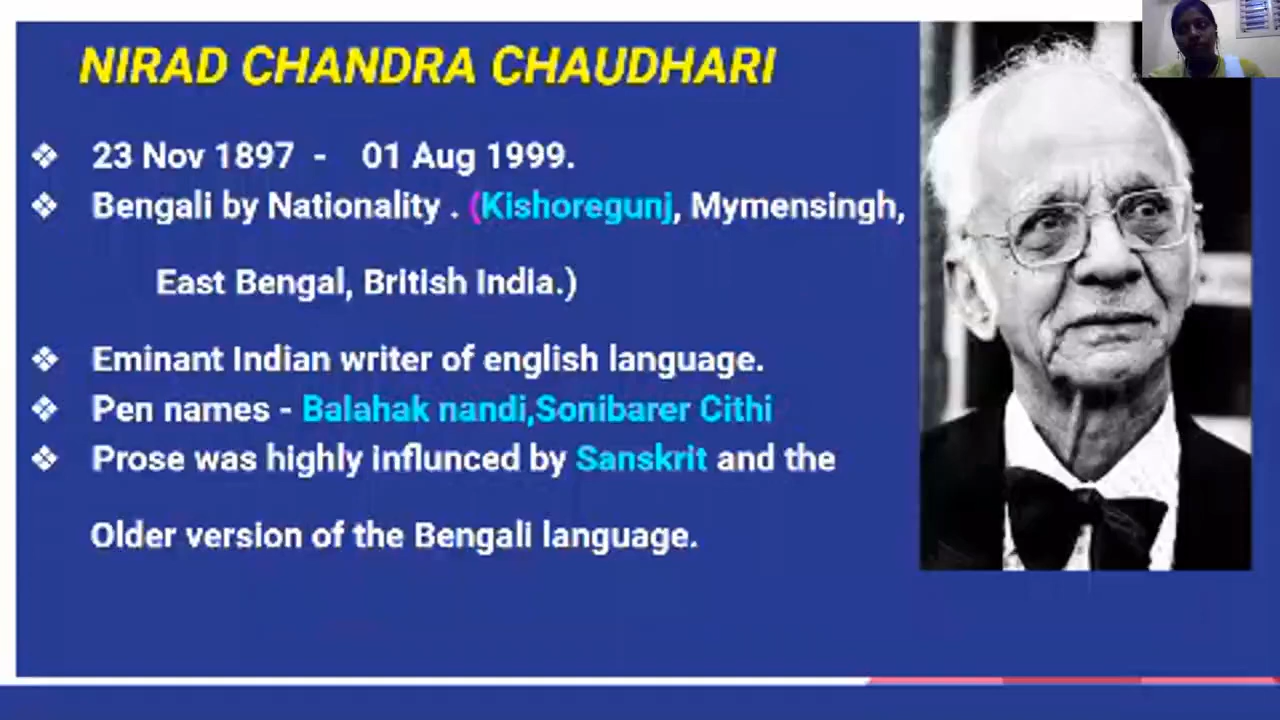 NIRAD CHANDRA CHAUDHARI
❖ 23 Nov 1897 - 01 Aug 1999.
❖ Bengali by Nationality . (Kishoregunj, Mymensingh,
East Bengal, British India.)
❖ Eminant Indian writer of english language.
❖ Pen names - Balahak nandi,Sonibarer Cithi
❖ Prose was highly influnced by Sanskrit and the
Older version of the Bengali language.